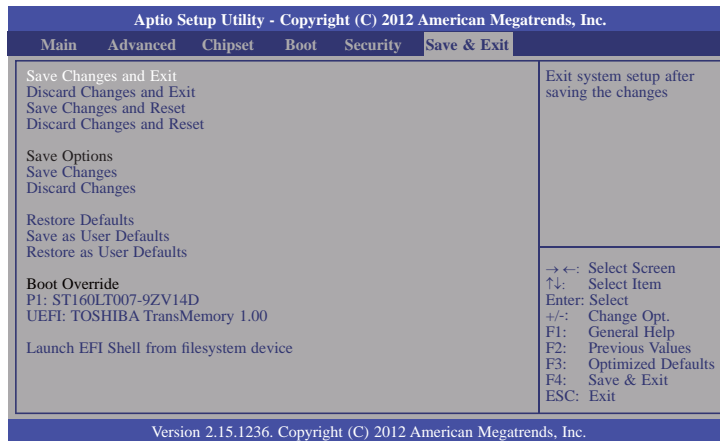 Aptio Setup Utility - Copyright (C) 2012 American Megatrends, Inc.
Main Advanced Chipset Boot Security Save & Exit
Save Changes and Exit
Discard Changes and Exit
Save Changes and Reset
Discard Changes and Reset
Save Options
Save Changes
Discard Changes
Restore Defaults
Save as User Defaults
Restore as User Defaults
Boot Override
P1: ST160LT007-9ZV14D
UEFI: TOSHIBA TransMemory 1.00
Launch EFI Shell from filesystem device
Exit system setup after
saving the changes
→ ←: Select Screen
↑↓: Select Item
Enter: Select
+/-: Change Opt.
F1: General Help
F2: Previous Values
F3: Optimized Defaults
F4: Save & Exit
ESC: Exit
Version 2.15.1236. Copyright (C) 2012 American Megatrends, Inc.